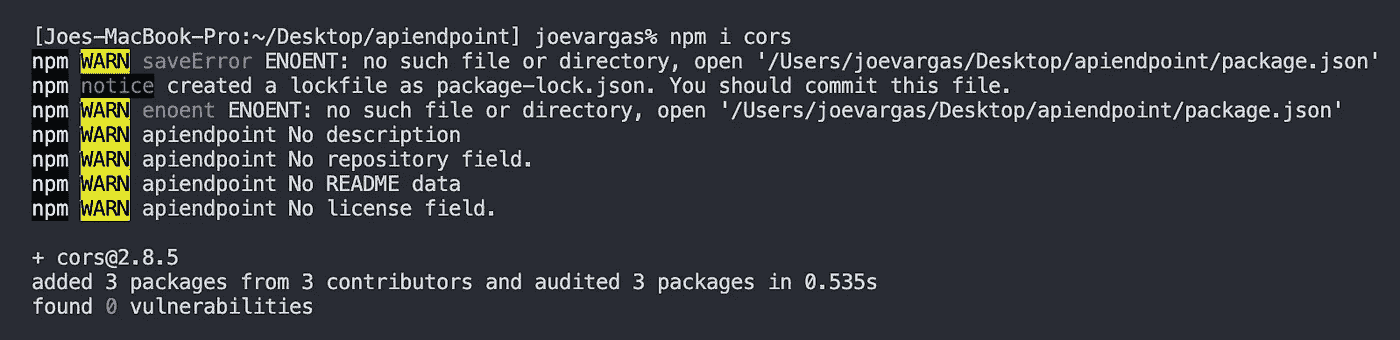 [Joes-MacBook-Pro:~/Desktop/apiendpoint] joevargas% npm i cors
npm WARN saveError ENOENT: no such file or directory, open '/Users/joevargas/Desktop/apiendpoint/package.json'
npm notice created a lockfile as package-lock.json. You should commit this file.
npm WARN enoent ENOENT: no such file or directory, open '/Users/joevargas/Desktop/apiendpoint/package.json'
npm WARN apiendpoint No description
npm WARN apiendpoint No repository field.
npm WARN apiendpoint No README data
npm WARN apiendpoint No license field.
+ cors@2.8.5
added 3 packages from 3 contributors and audited 3 packages in 0.535s
found 0 vulnerabilities